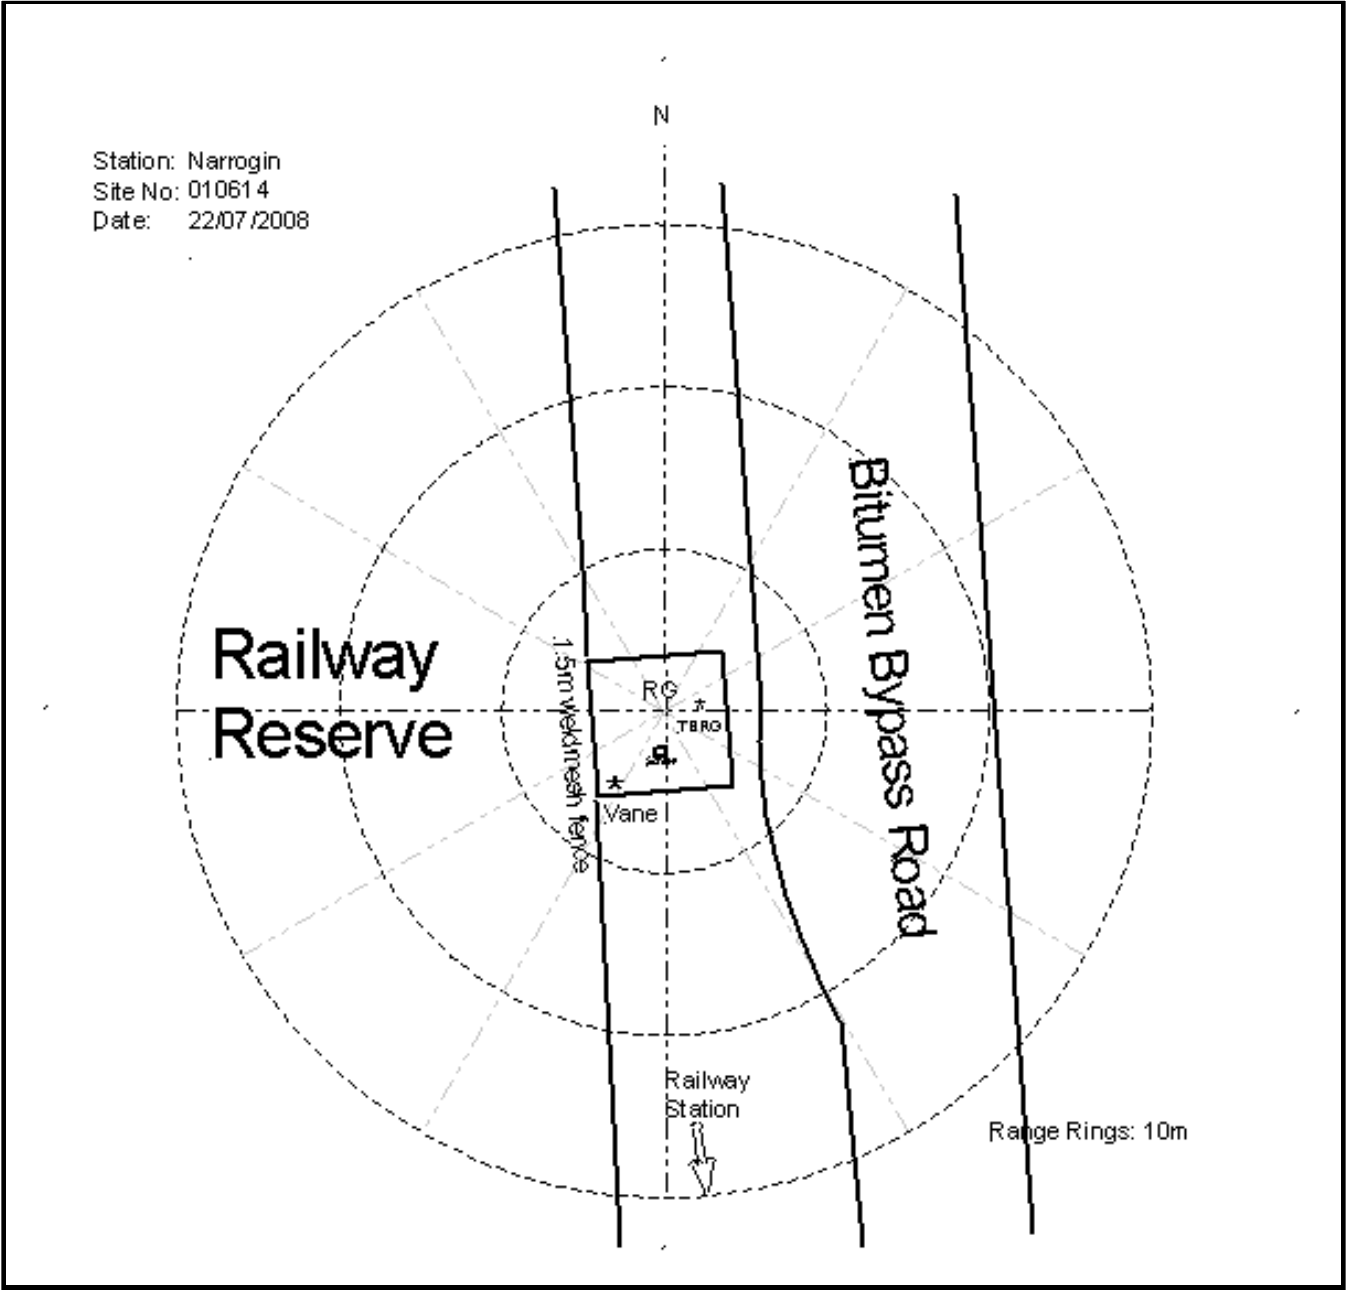 N
Station: Narrogin
Site No: 010614
Date: 22/07/2008
Bitumen Bypass Road
Railway
Reserve
1.5m weldmesh fence
RG
TBRG
Vane
Railway
Station
Range Rings: 10m